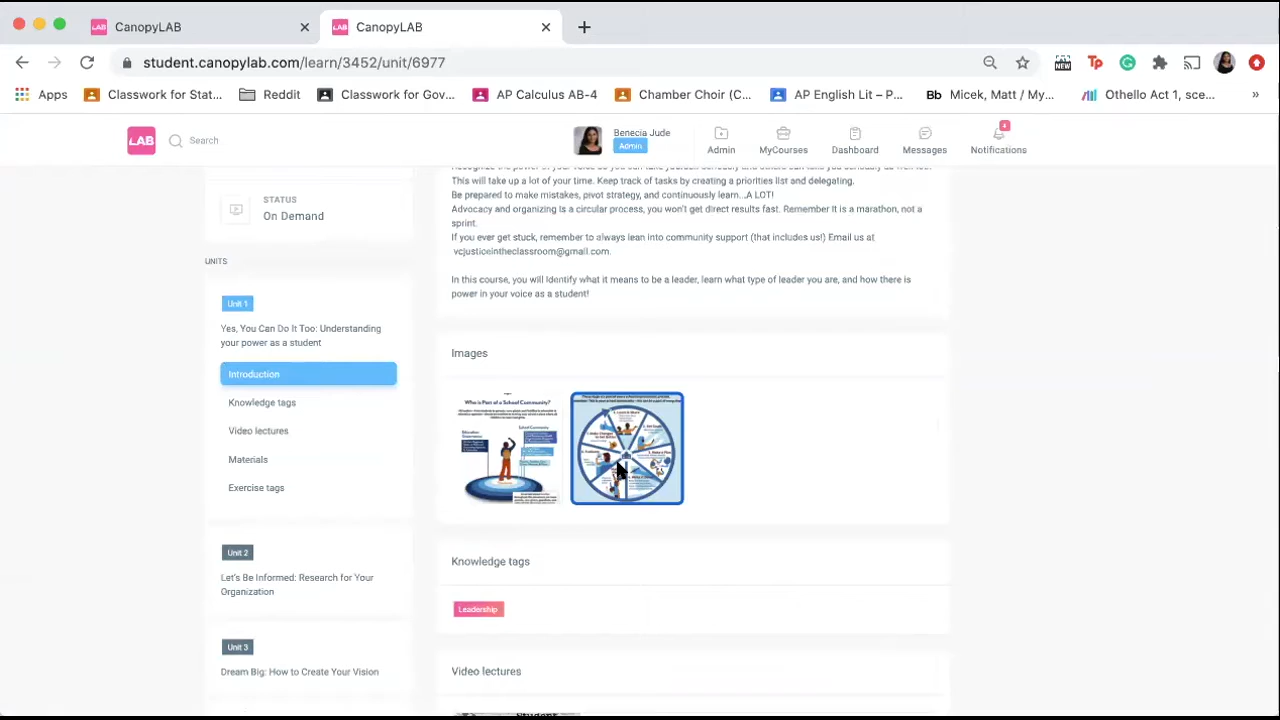 LAB CanopyLAB
LAB CanopyLAB
student.canopylab.com/learn/3452/unit/6977
NEW
Tp
Apps Classwork for Stat... Reddit Classwork for Gov... AP Calculus AB-4 Chamber Choir (C... AP English Lit – P... Bb Micek, Matt / My... Othello Act 1, sce... »
LAB Search
Benecia Jude
Admin
Admin MyCourses Dashboard Messages Notifications
4
STATUS
On Demand
UNITS
Unit 1
Yes, You Can Do It Too: Understanding
your power as a student
Introduction
Knowledge tags
Video lectures
Materials
Exercise tags
Unit 2
Let's Be Informed: Research for Your
Organization
Unit 3
Dream Big: How to Create Your Vision
This will take up a lot of your time. Keep track of tasks by creating a priorities list and delegating.
Be prepared to make mistakes, pivot strategy, and continuously learn...A LOT!
Advocacy and organizing is a circular process, you won't get direct results fast. Remember It is a marathon, not a
sprint.
If you ever get stuck, remember to always lean into community support (that includes us!) Email us at
vcjusticeintheclassroom@gmail.com.
In this course, you will identify what it means to be a leader, learn what type of leader you are, and how there is
power in your voice as a student!
Images
Who is Part of a School Community?
Knowledge tags
Leadership
Video lectures
Student